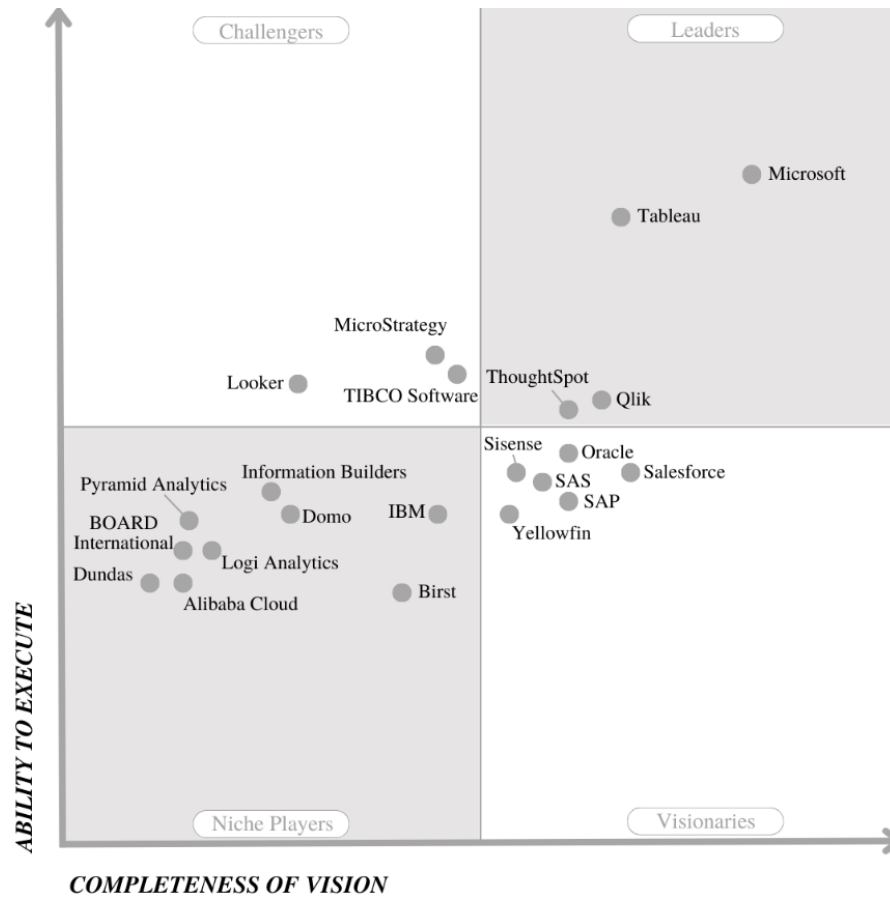 Challengers
Leaders
Microsoft
Tableau
MicroStrategy
Looker
TIBCO Software
ThoughtSpot
Qlik
Sisense
Oracle
SAS
Salesforce
SAP
Yellowfin
Information Builders
Pyramid Analytics
Domo
IBM
BOARD
International
Logi Analytics
Dundas
Alibaba Cloud
Birst
Niche Players
Visionaries
ABILITY TO EXECUTE
COMPLETENESS OF VISION